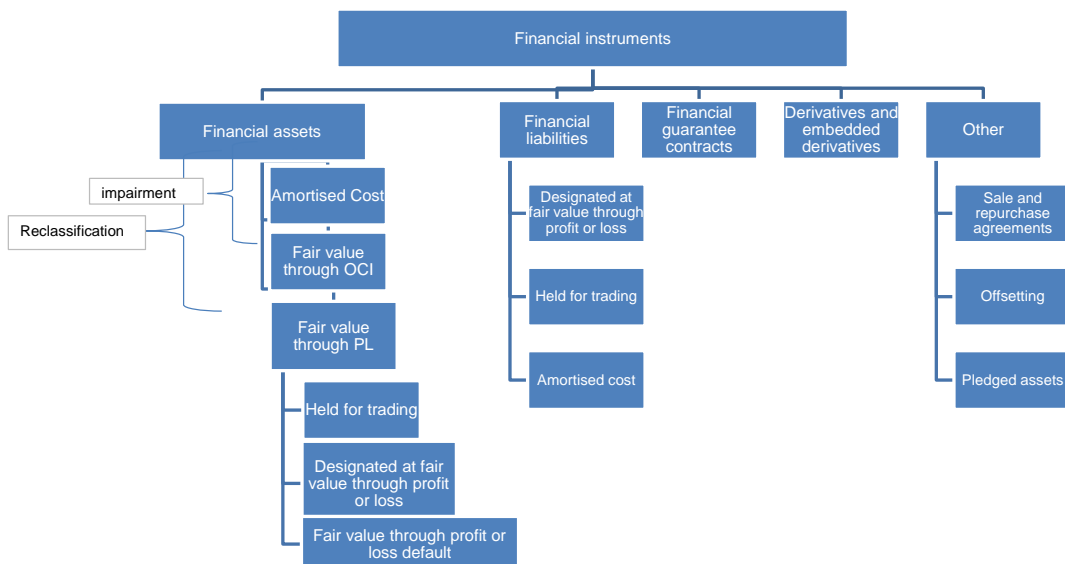 Financial instruments
Financial assets
Financial
liabilities
Financial
guarantee
contracts
Derivatives and
embedded
derivatives
Other
impairment
Reclassification
Amortised Cost
Fair value
through OCI
Fair value
through PL
Held for trading
Designated at fair
value through profit
or loss
Fair value through profit or
loss default
Designated at
fair value through
profit or loss
Held for trading
Amortised cost
Sale and
repurchase
agreements
Offsetting
Pledged assets